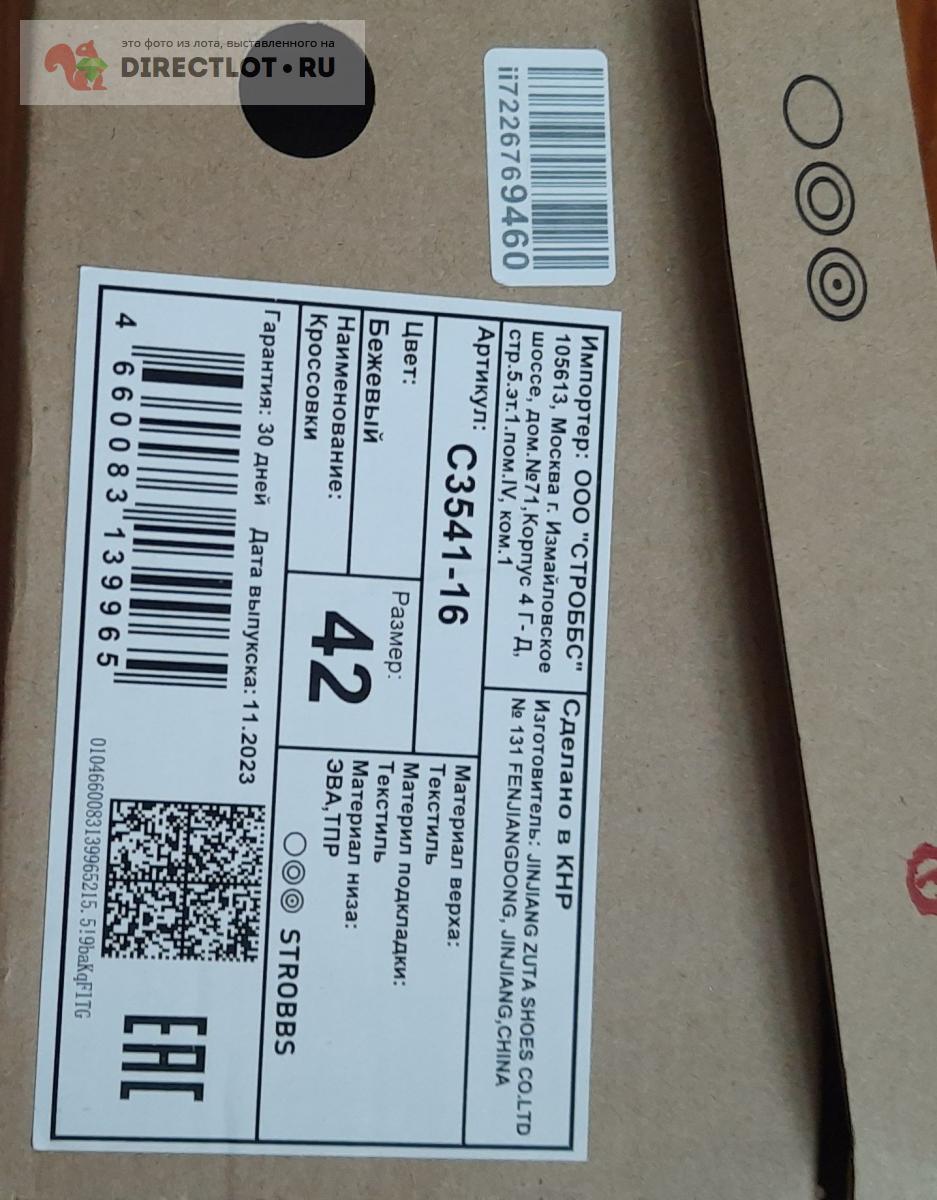 это фото из лота, выставленного на
DIRECTLOT•RU
ii7226769460
Импортер: ООО "СТРОББС"
105613, Москва г. Измайловское
шоссе, дом.№71,Корпус 4 Г- Д,
стр.5.эт.1.пом.IV, ком.1
Сделано в КНР
Изготовитель: JINJIANG ZUTA SHOES CO.LTD
№ 131 FENJIANGDONG, JINJIANG,CHINA
Артикул: C3541-16
Цвет:
Бежевый
Наименование:
Кроссовки
Размер:
42
Материал верха:
Текстиль
Материл подкладки:
Текстиль
Материал низа:
ЭВА,ТПР
STROBBS
Гарантия: 30 дней Дата выпукска: 11.2023
4 660083 139965
0104660083139965215.5!9baKqF1TG
EAC